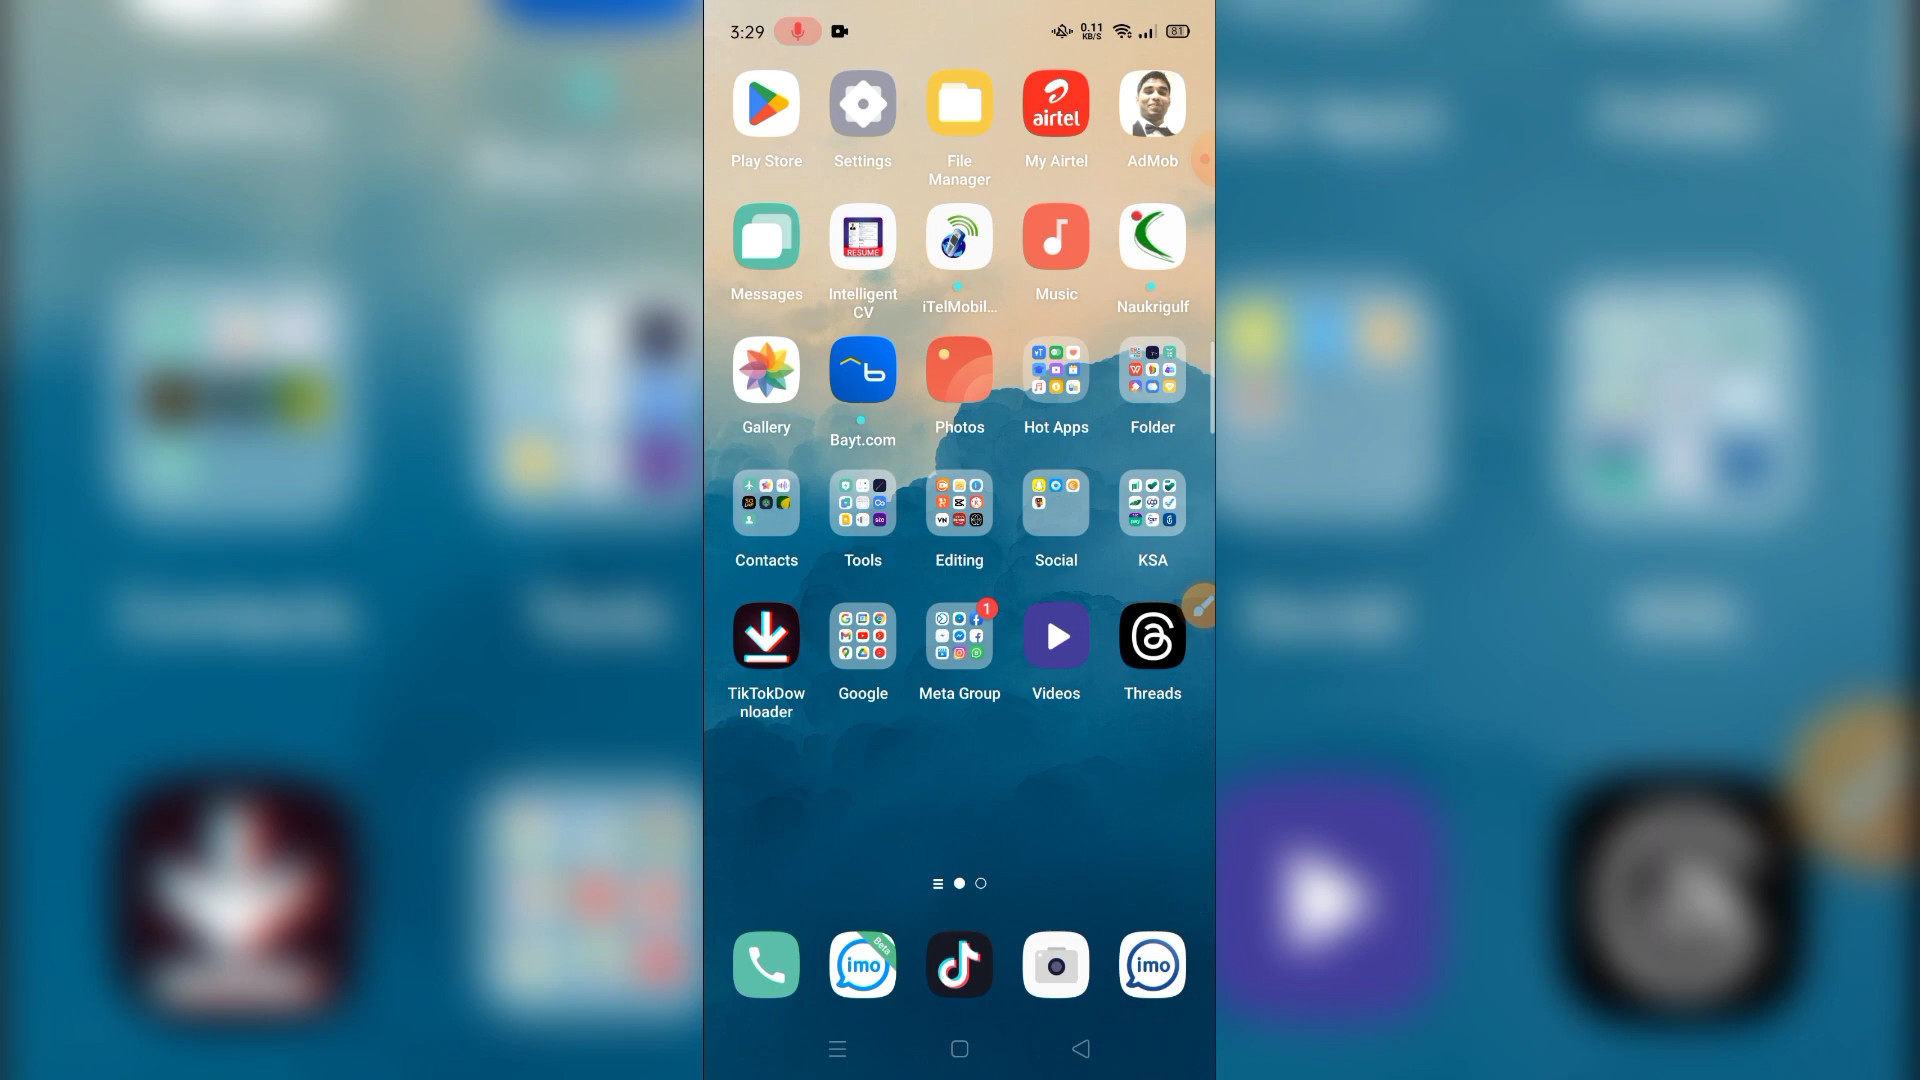 3:29
0.11
KB/S
81
airtel
Play Store
Settings
File
Manager
My Airtel
AdMob
RESUME
Messages
Intelligent
CV
iTelMobil...
Music
Naukrigulf
Gallery
Bayt.com
Photos
Hot Apps
Folder
VN
stc
Contacts
Tools
Editing
Social
KSA
1
TikTokDow
nloader
Google
Meta Group
Videos
Threads
imo
Beta
imo